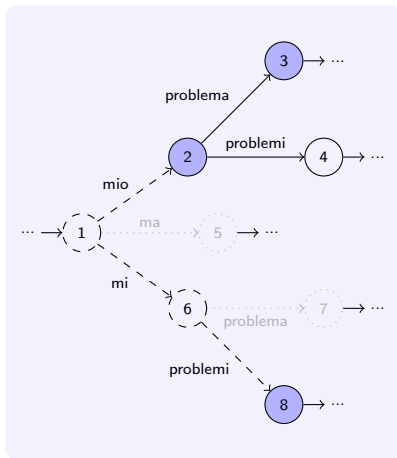 3 ...
problema
2 problemi 4 ...
mio
... 1 ma 5 ...
mi
6 problema 7 ...
problemi
8 ...